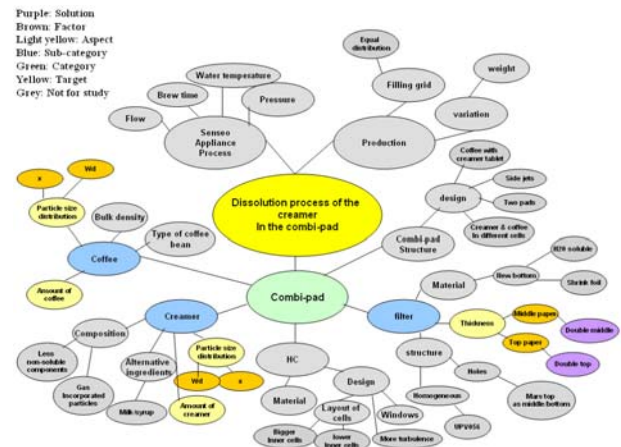 Purple: Solution
Brown: Factor
Light yellow: Aspect
Blue: Sub-category
Green: Category
Yellow: Target
Grey: Not for study
Equal
distribution
Filling grid
weight
variation
Production
Water temperature
Brew time
Pressure
Flow
Senseo
Appliance
Process
Dissolution process of the
creamer
In the combi-pad
Coffee with
creamer tablet
Side jets
design
Two pads
Creamer & coffee
In different cells
Combi-pad
Structure
x
Wd
Particle size
distribution
Bulk density
Type of coffee
bean
Coffee
Amount of
coffee
Combi-pad
Creamer
Composition
Less
non-soluble
components
Gas
Incorporated
particles
Alternative
ingredients
Milk/syrup
Particle size
distribution
Wd
x
Amount of
creamer
HC
Material
Design
Layout of
cells
Windows
Bigger
Inner cells
lower
Inner cells
More turbulence
filter
Material
H20 soluble
New bottom
Shrink foil
Thickness
Middle paper
Double middle
Top paper
Double top
structure
Holes
More top
as middle bottom
Homogeneous